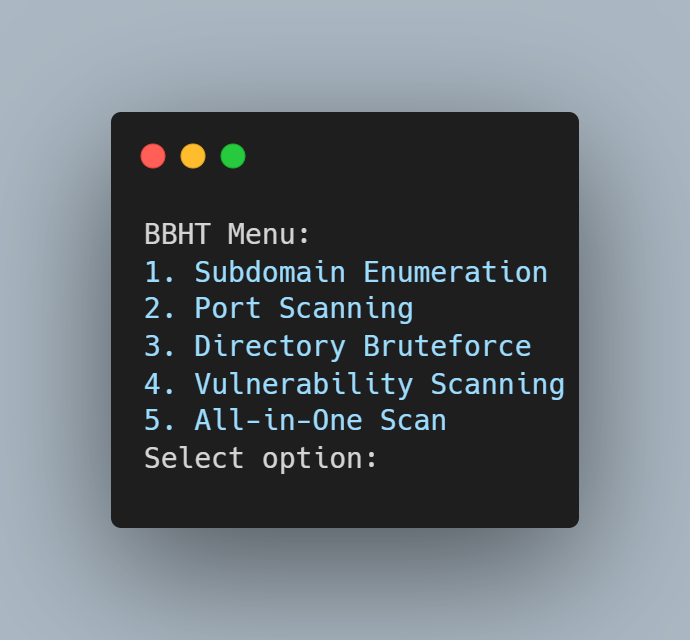 BBHT Menu:
1. Subdomain Enumeration
2. Port Scanning
3. Directory Bruteforce
4. Vulnerability Scanning
5. All-in-One Scan
Select option: